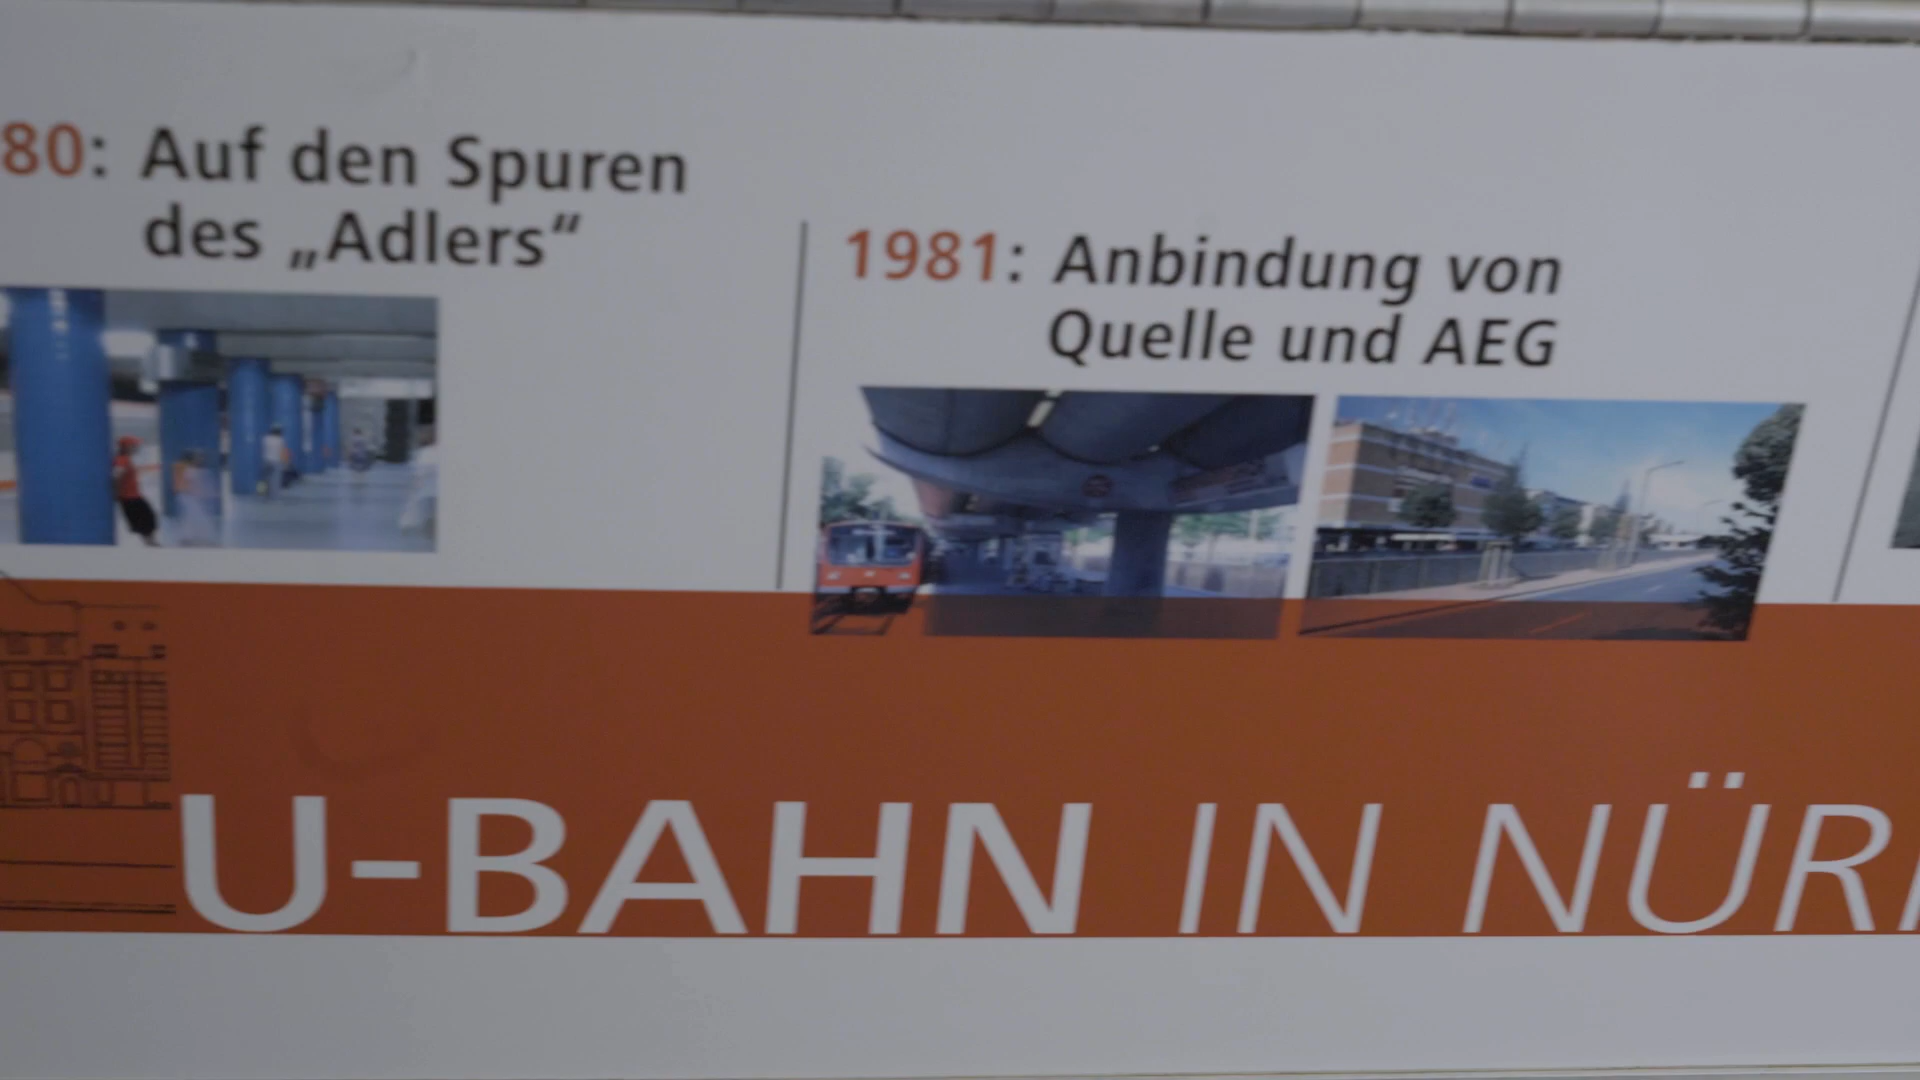 80: Auf den Spuren
des „Adlers“
1981: Anbindung von
Quelle und AEG
U-BAHN IN NÜR